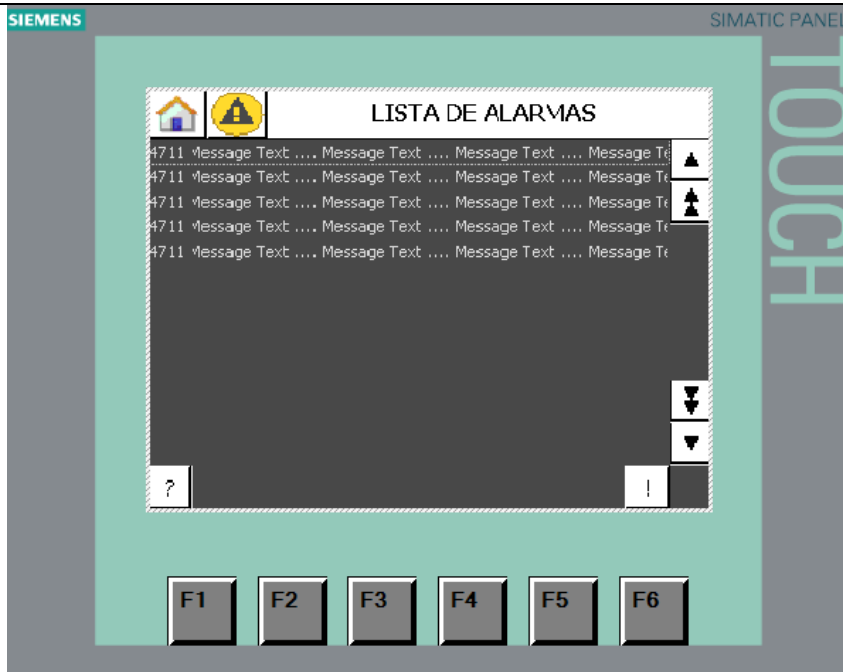 SIEMENS
SIMATIC PANEL
TOUCH
LISTA DE ALARMAS
4711 Message Text .... Message Text .... Message Text .... Message Te
4711 Message Text .... Message Text .... Message Text .... Message Te
4711 Message Text .... Message Text .... Message Text .... Message Te
4711 Message Text .... Message Text .... Message Text .... Message Te
4711 Message Text .... Message Text .... Message Text .... Message Te
? !
F1 F2 F3 F4 F5 F6